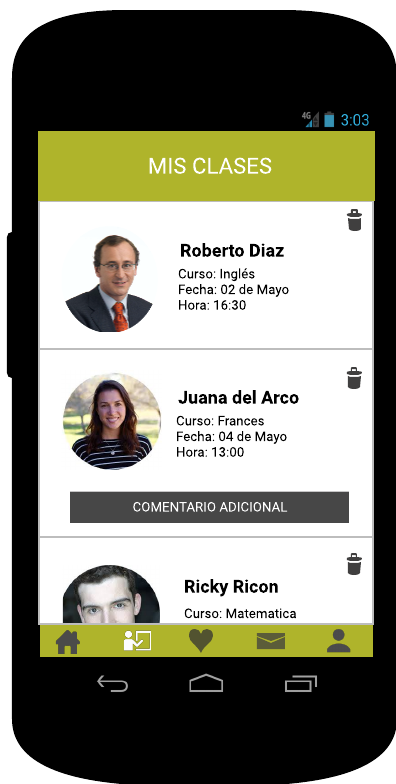 4G 3:03
MIS CLASES
Roberto Diaz
Curso: Inglés
Fecha: 02 de Mayo
Hora: 16:30
Juana del Arco
Curso: Frances
Fecha: 04 de Mayo
Hora: 13:00
COMENTARIO ADICIONAL
Ricky Ricon
Curso: Matematica